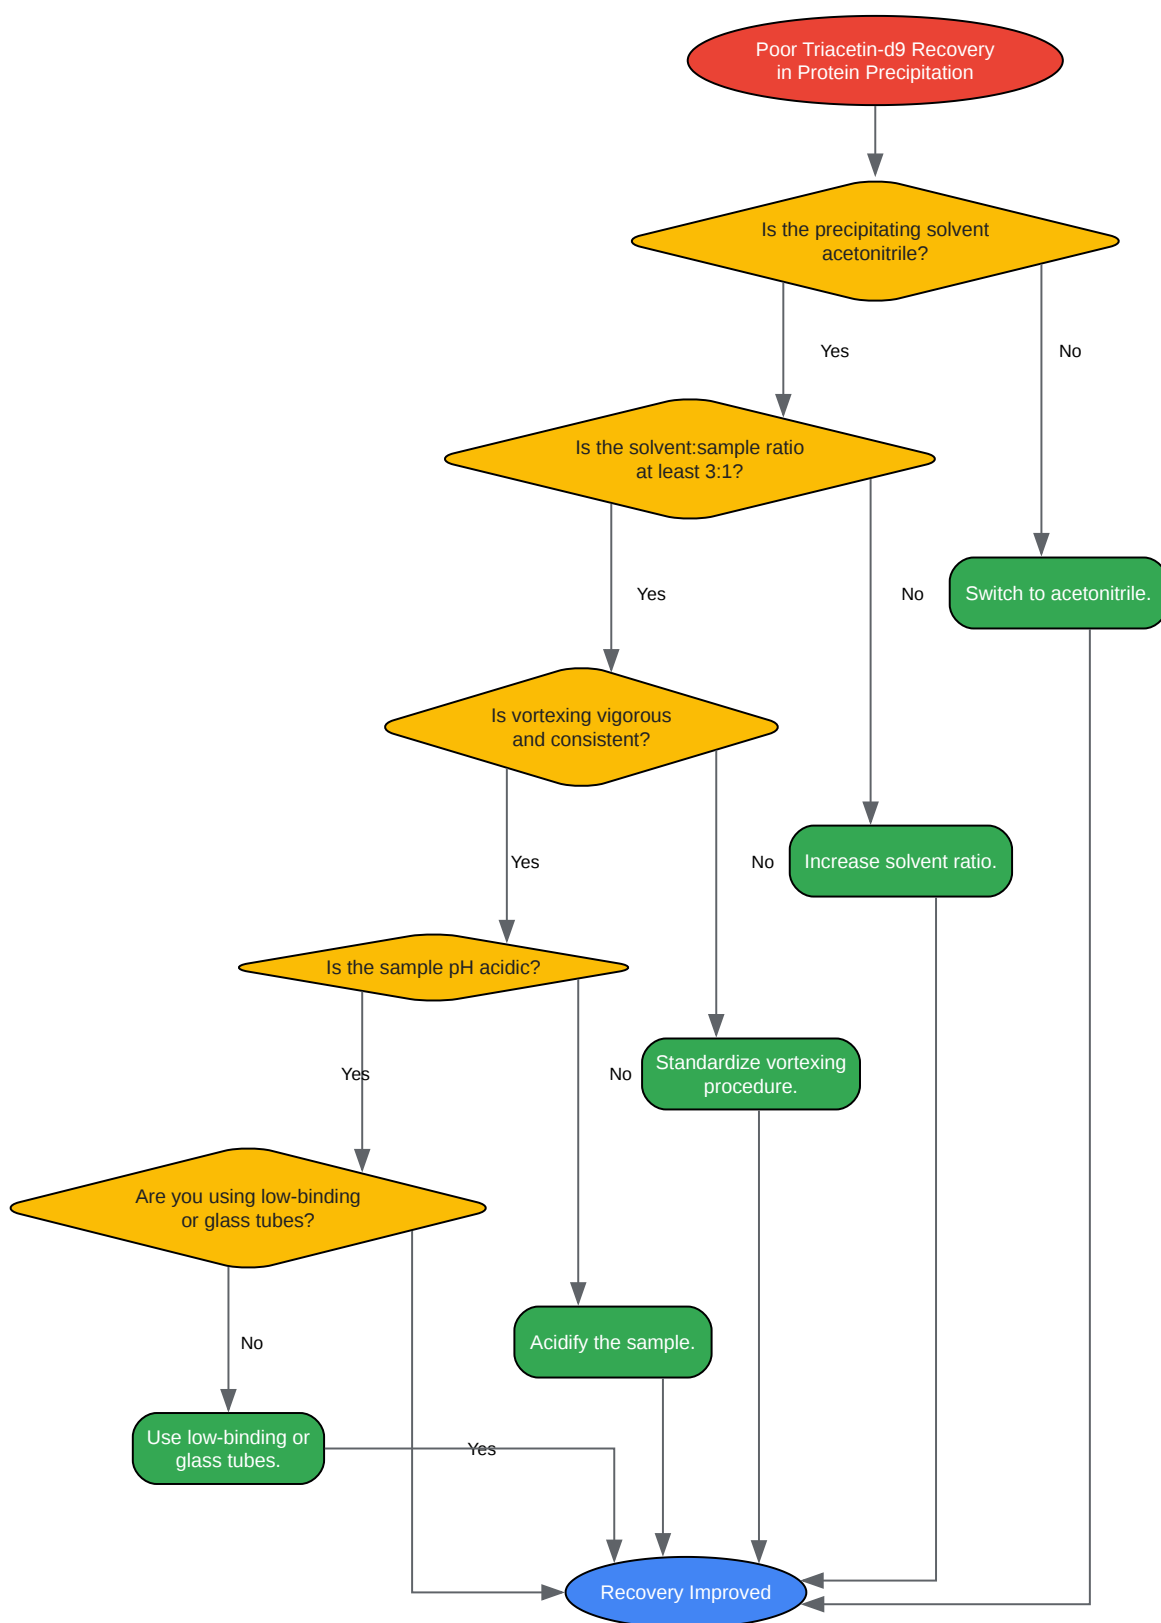 Poor Triacetin-d9 Recovery
in Protein Precipitation
Is the precipitating solvent
acetonitrile?
Yes
No
Is the solvent:sample ratio
at least 3:1?
Yes
No
Switch to acetonitrile.
Is vortexing vigorous
and consistent?
Yes
No
Increase solvent ratio.
Is the sample pH acidic?
Yes
No
Standardize vortexing
procedure.
Are you using low-binding
or glass tubes?
No
Acidify the sample.
Use low-binding or
glass tubes.
Yes
Recovery Improved